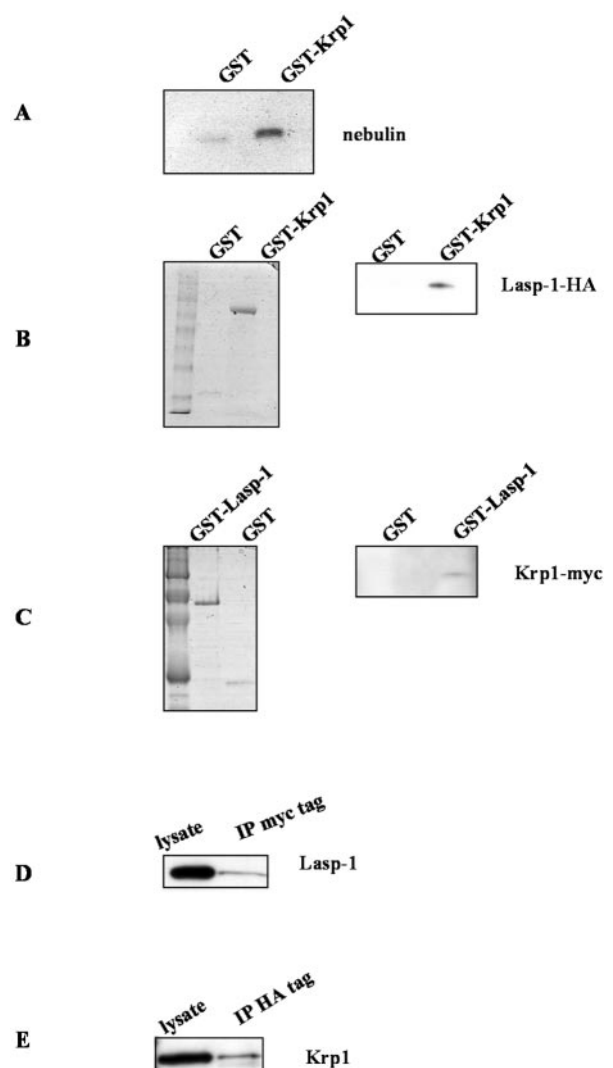 GST
GST-Krp1
A
nebulin
GST
GST-Krp1
GST
GST-Krp1
Lasp-1-HA
B
GST-Lasp-1
GST
GST
GST-Lasp-1
Krp1-myc
C
lysate
IP myc tag
Lasp-1
D
lysate
IP HA tag
Krp1
E